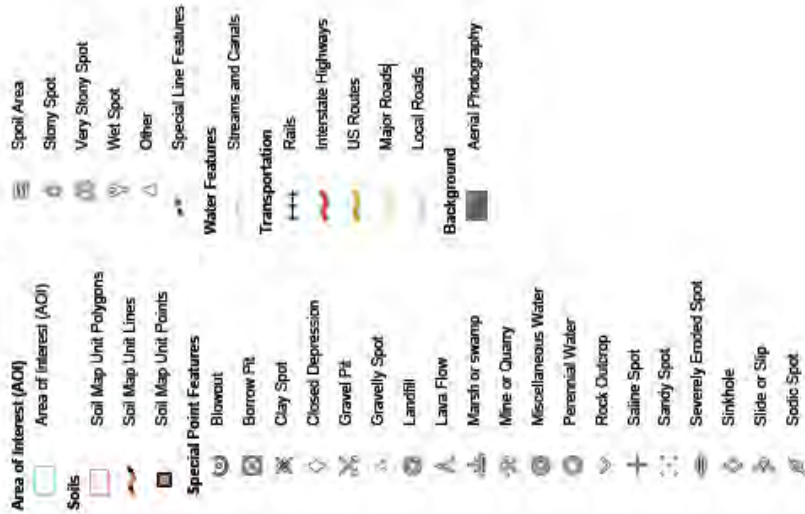 Area of Interest (AOI)
Area of Interest (AOI)
Soils
Soil Map Unit Polygons
Soil Map Unit Lines
Soil Map Unit Points
Special Point Features
Blowout
Borrow Pit
Clay Spot
Closed Depression
Gravel Pit
Gravelly Spot
Landfill
Lava Flow
Marsh or swamp
Mine or Quarry
Miscellaneous Water
Perennial Water
Rock Outcrop
Saline Spot
Sandy Spot
Severely Eroded Spot
Sinkhole
Slide or Slip
Sodic Spot
Spoil Area
Stony Spot
Very Stony Spot
Wet Spot
Other
Special Line Features
Water Features
Streams and Canals
Transportation
Rails
Interstate Highways
US Routes
Major Roads
Local Roads
Background
Aerial Photography